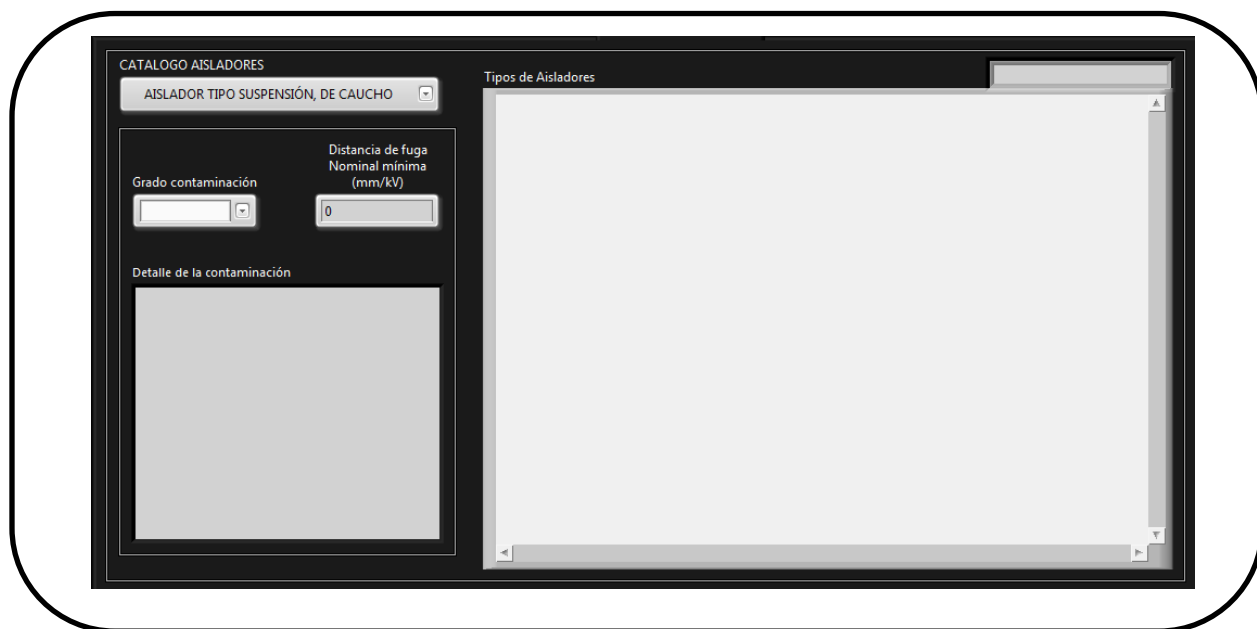 CATALOGO AISLADORES
AISLADOR TIPO SUSPENSIÓN, DE CAUCHO
Grado contaminación
Distancia de fuga
Nominal mínima
(mm/kV)
0
Detalle de la contaminación
Tipos de Aisladores